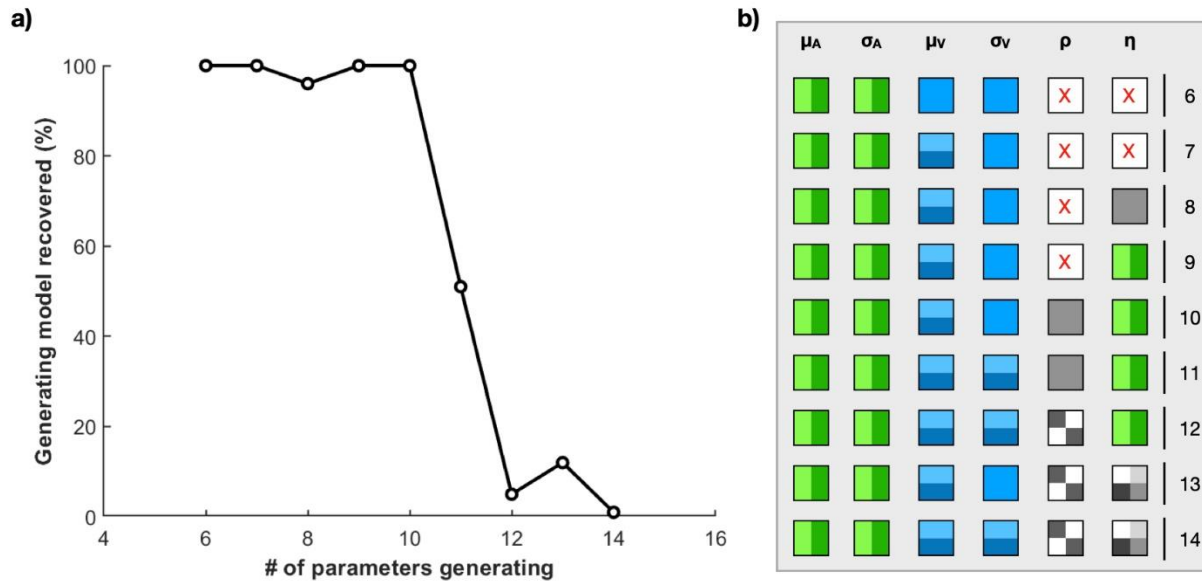 a)
Generating model recovered (%)
100
80
60
40
20
0
4 6 8 10 12 14 16
# of parameters generating
b)
μA σA μV σV ρ η
X X 6
X X 7
X 8
X 9
10
11
12
13
14